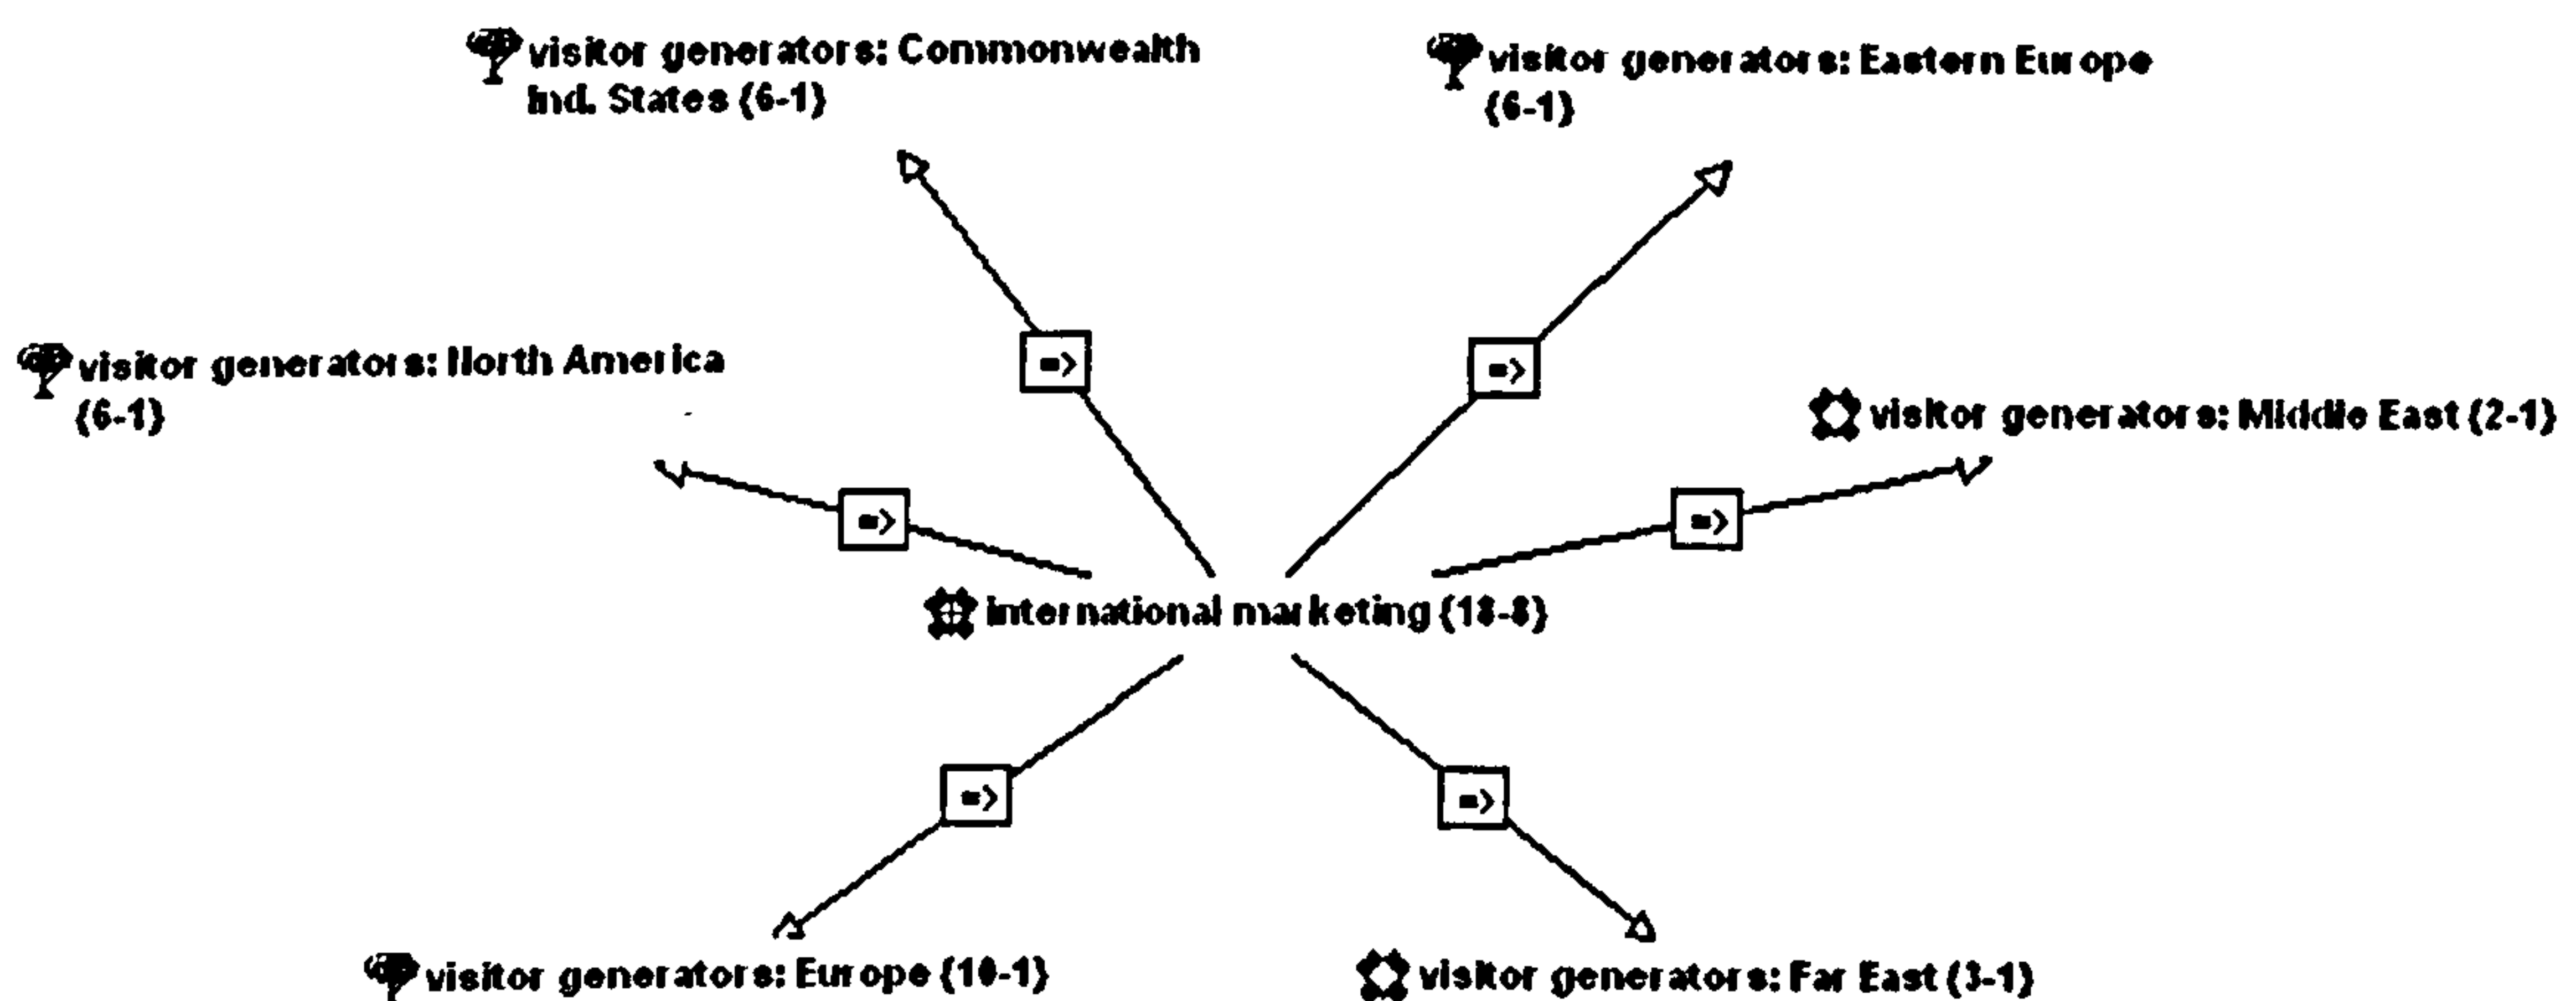 visitor generators: Commonwealth
Ind. States {6-1}
visitor generators: Eastern Europe
{6-1}
visitor generators: North America
{6-1}
visitor generators: Middle East {2-1}
=>
=>
=>
=>
international marketing {18-8}
=>
=>
visitor generators: Europe {10-1}
visitor generators: Far East {3-1}